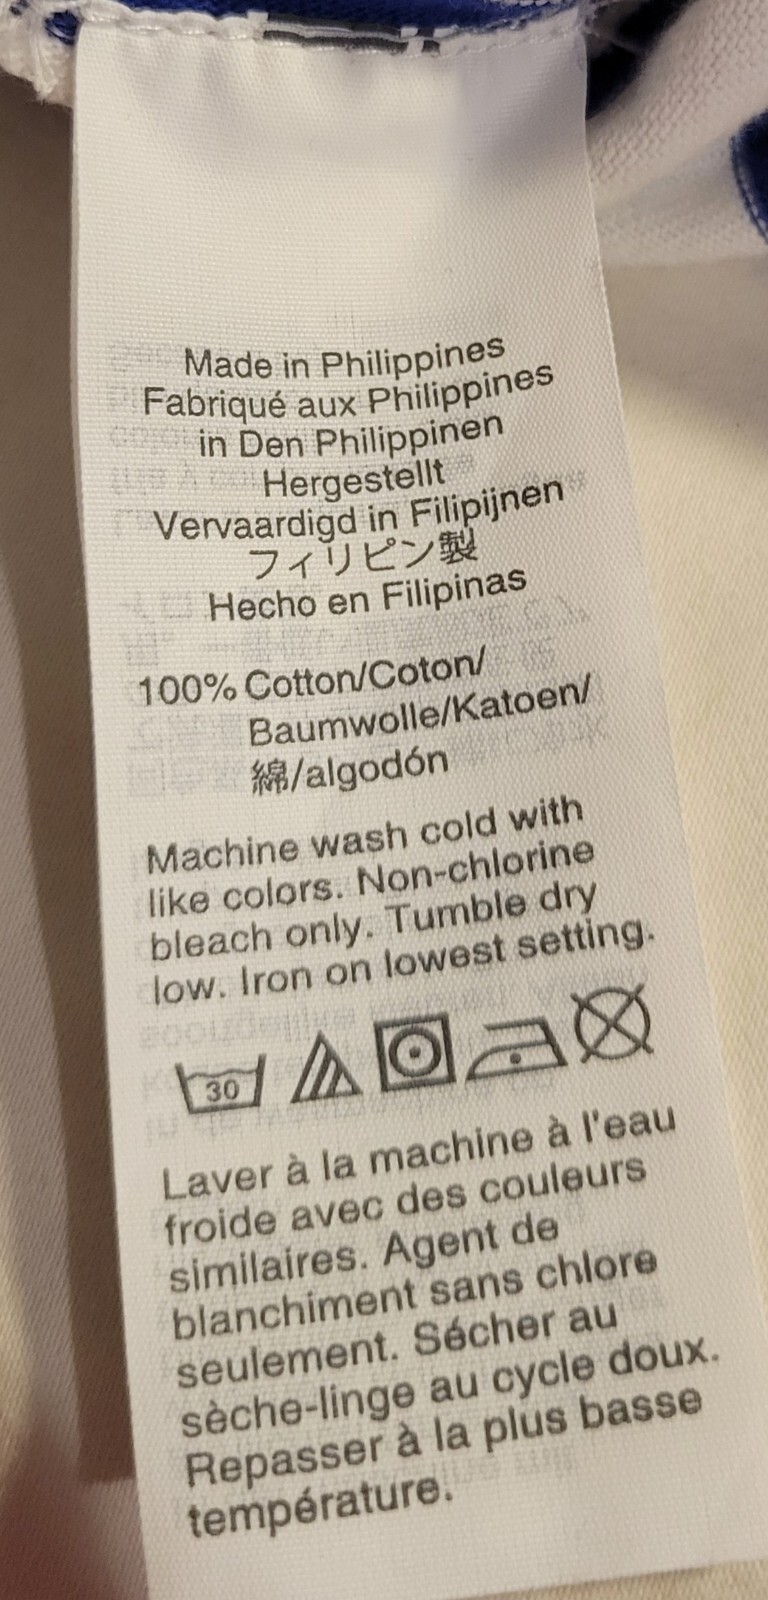 Made in Philippines
Fabriqué aux Philippines
in Den Philippinen
Hergestellt
Vervaardigd in Filipijnen
フィリピン製
Hecho en Filipinas
100% Cotton/Coton/
Baumwolle/Katoen/
綿/algodón
Machine wash cold with
like colors. Non-chlorine
bleach only. Tumble dry
low. Iron on lowest setting.
30
Laver à la machine à l'eau
froide avec des couleurs
similaires. Agent de
blanchiment sans chlore
seulement. Sécher au
sèche-linge au cycle doux.
Repasser à la plus basse
température.